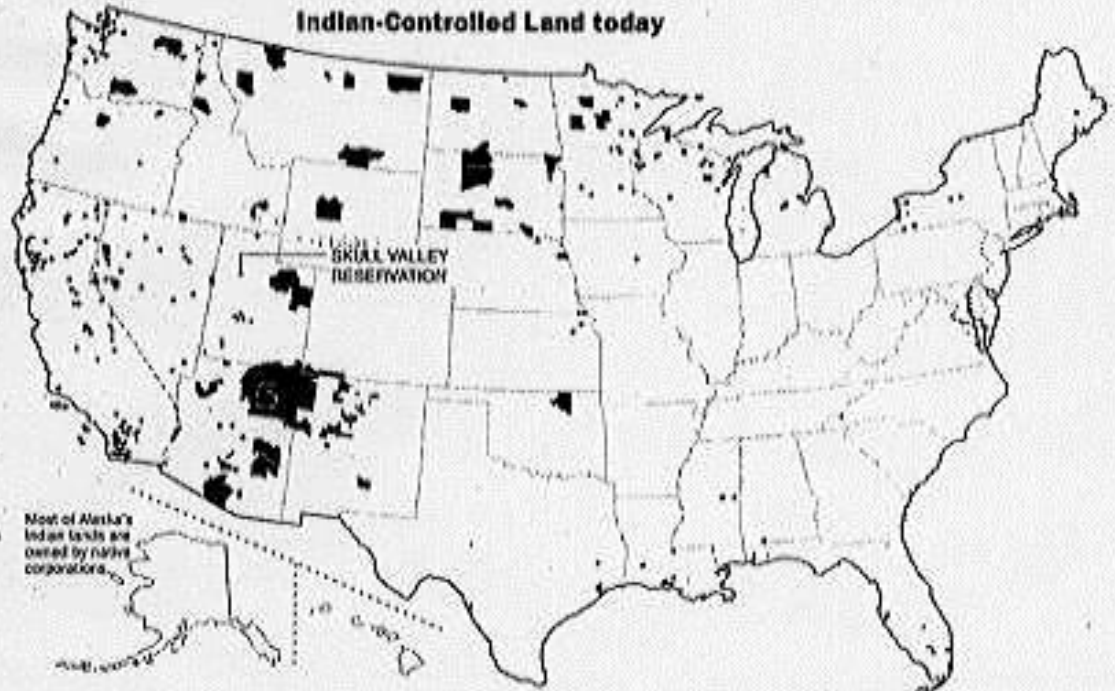 Indian-Controlled Land today
SKULL VALLEY
RESERVATION
Most of Alaska's
Indian lands are
owned by native
corporations.